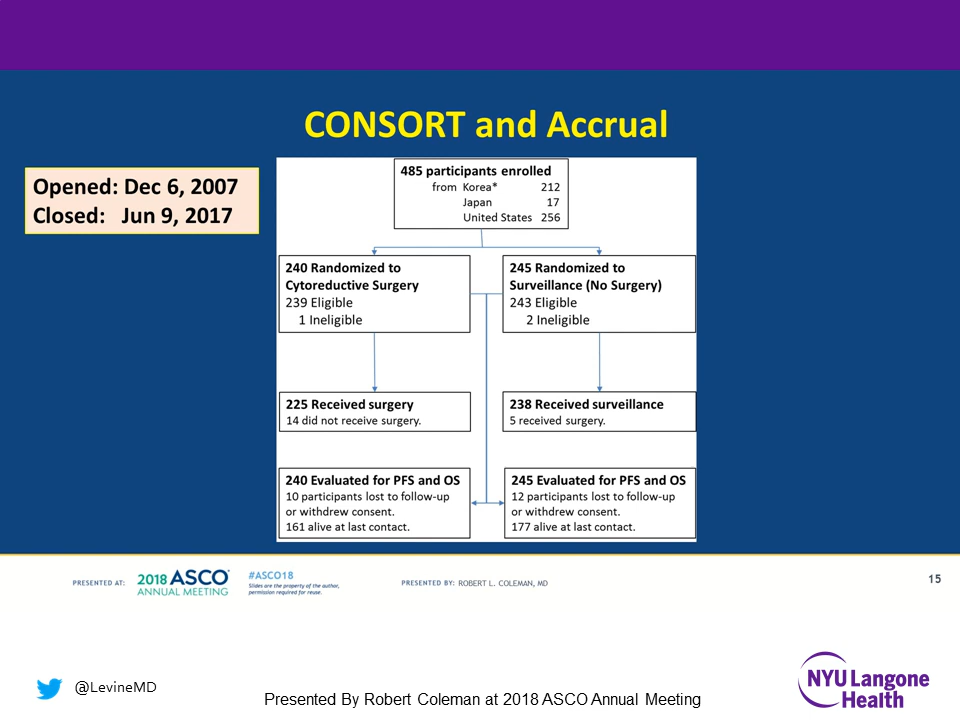 CONSORT and Accrual
Opened: Dec 6, 2007
Closed: Jun 9, 2017
485 participants enrolled
from Korea* 212
Japan 17
United States 256
240 Randomized to
Cytoreductive Surgery
239 Eligible
1 Ineligible
245 Randomized to
Surveillance (No Surgery)
243 Eligible
2 Ineligible
225 Received surgery
14 did not receive surgery.
238 Received surveillance
5 received surgery.
240 Evaluated for PFS and OS
10 participants lost to follow-up
or withdrew consent.
161 alive at last contact.
245 Evaluated for PFS and OS
12 participants lost to follow-up
or withdrew consent.
177 alive at last contact.
PRESENTED AT:
2018 ASCO
ANNUAL MEETING
#ASCO18
Slides are the property of the author,
permission required for reuse.
PRESENTED BY: ROBERT L. COLEMAN, MD
15
@LevineMD
Presented By Robert Coleman at 2018 ASCO Annual Meeting
NYU Langone
Health